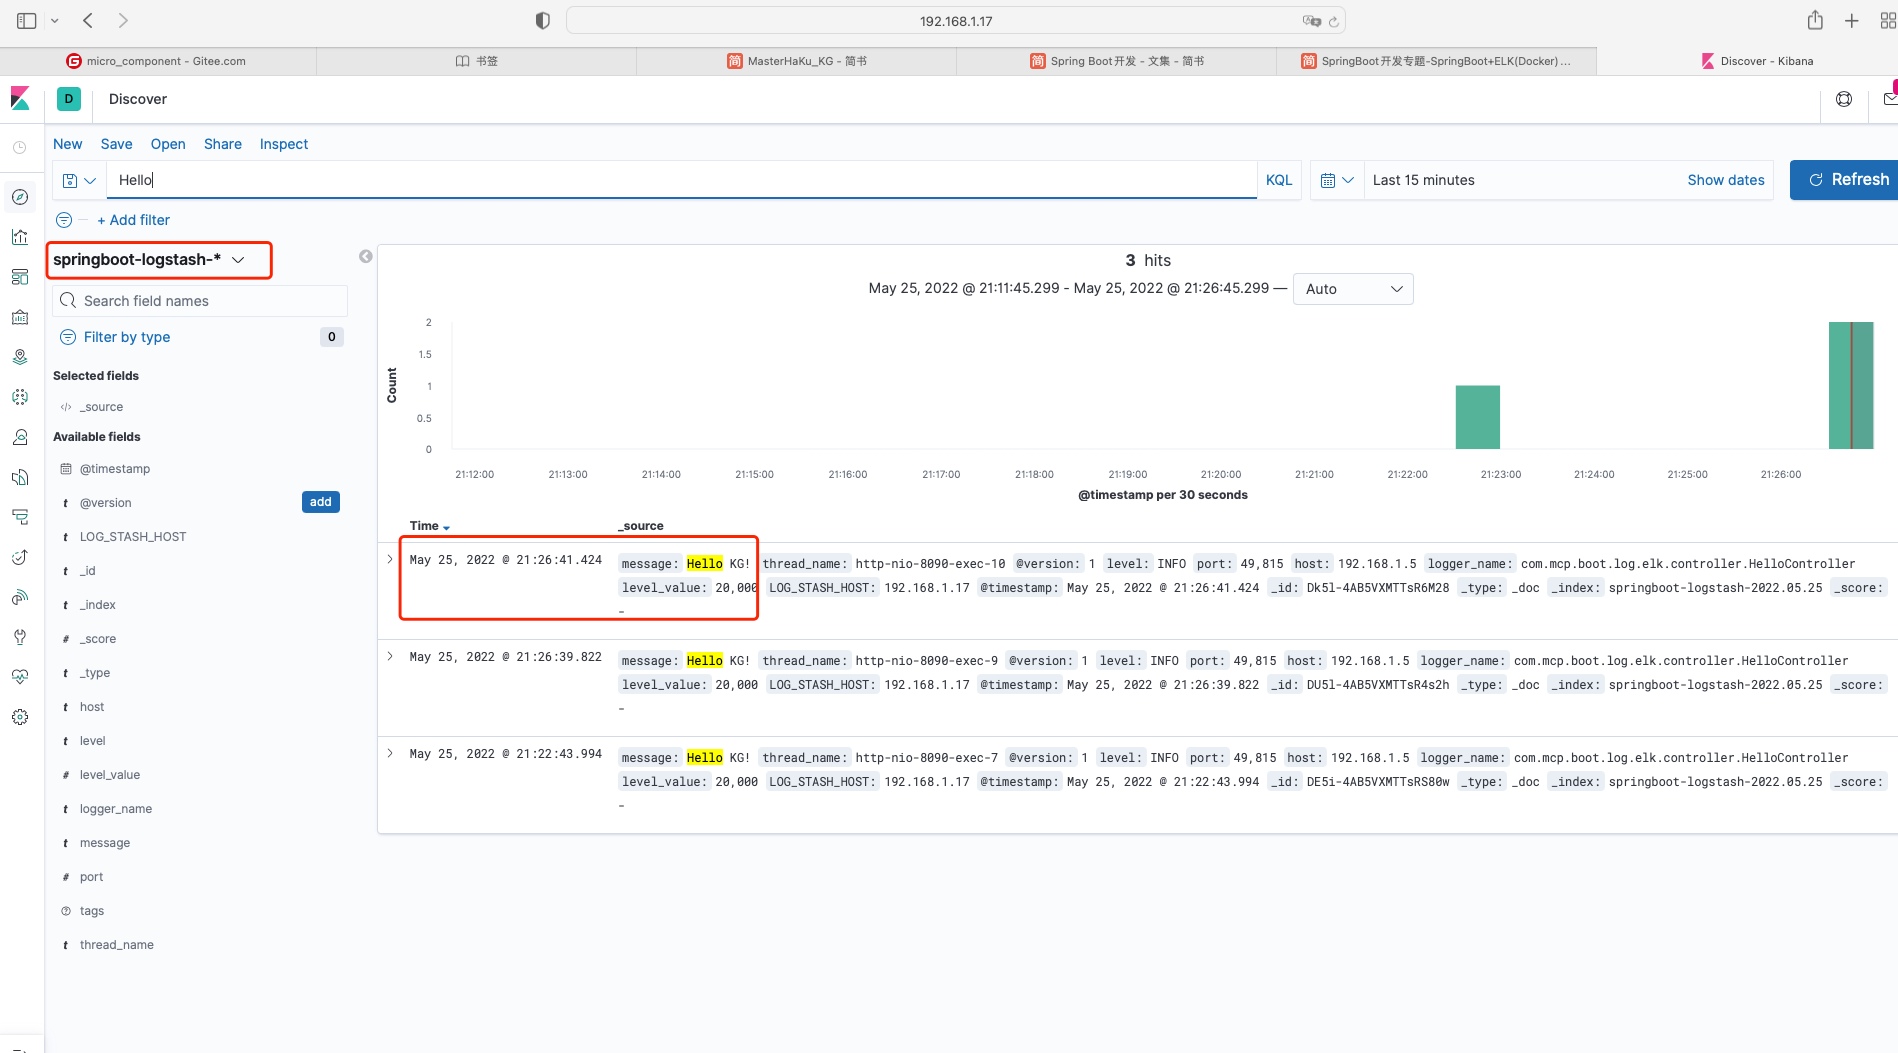 192.168.1.17
micro_component - Gitee.com
书签
简 MasterHaKu_KG - 简书
简 Spring Boot开发 - 文集 - 简书
简 SpringBoot开发专题-SpringBoot+ELK(Docker) ...
Discover - Kibana
D Discover
New Save Open Share Inspect
Hello KQL Last 15 minutes Show dates Refresh
+ Add filter
springboot-logstash-*
Search field names
Filter by type 0
Selected fields
_source
Available fields
@timestamp
t @version add
t LOG_STASH_HOST
t _id
t _index
# _score
t _type
t host
t level
# level_value
t logger_name
t message
# port
tags
t thread_name
3 hits
May 25, 2022 @ 21:11:45.299 - May 25, 2022 @ 21:26:45.299 — Auto
Count
2
1.5
1
0.5
0
21:12:00 21:13:00 21:14:00 21:15:00 21:16:00 21:17:00 21:18:00 21:19:00 21:20:00 21:21:00 21:22:00 21:23:00 21:24:00 21:25:00 21:26:00
@timestamp per 30 seconds
Time _source
May 25, 2022 @ 21:26:41.424 message: Hello KG! thread_name: http-nio-8090-exec-10 @version: 1 level: INFO port: 49,815 host: 192.168.1.5 logger_name: com.mcp.boot.log.elk.controller.HelloController
level_value: 20,000 LOG_STASH_HOST: 192.168.1.17 @timestamp: May 25, 2022 @ 21:26:41.424 _id: Dk5l-4AB5VXMTTsR6M28 _type: _doc _index: springboot-logstash-2022.05.25 _score:
-
May 25, 2022 @ 21:26:39.822 message: Hello KG! thread_name: http-nio-8090-exec-9 @version: 1 level: INFO port: 49,815 host: 192.168.1.5 logger_name: com.mcp.boot.log.elk.controller.HelloController
level_value: 20,000 LOG_STASH_HOST: 192.168.1.17 @timestamp: May 25, 2022 @ 21:26:39.822 _id: DU5l-4AB5VXMTTsR4s2h _type: _doc _index: springboot-logstash-2022.05.25 _score:
-
May 25, 2022 @ 21:22:43.994 message: Hello KG! thread_name: http-nio-8090-exec-7 @version: 1 level: INFO port: 49,815 host: 192.168.1.5 logger_name: com.mcp.boot.log.elk.controller.HelloController
level_value: 20,000 LOG_STASH_HOST: 192.168.1.17 @timestamp: May 25, 2022 @ 21:22:43.994 _id: DE5i-4AB5VXMTTsRS80w _type: _doc _index: springboot-logstash-2022.05.25 _score:
-